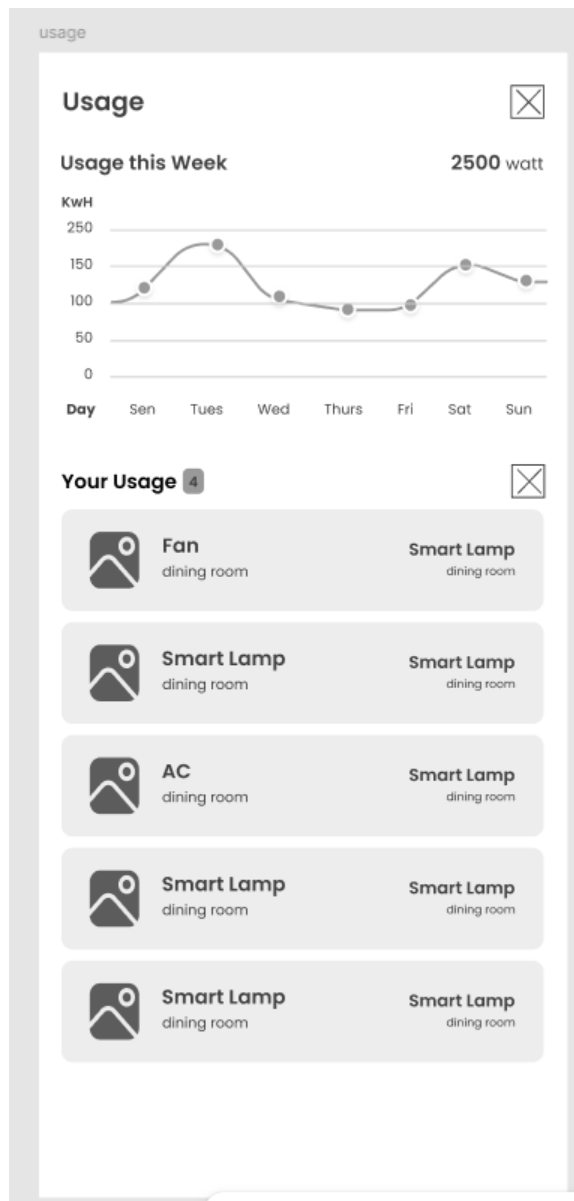 usage
Usage
Usage this Week 2500 watt
KwH
250
150
100
50
0
Day Sen Tues Wed Thurs Fri Sat Sun
Your Usage 4
Fan Smart Lamp
dining room dining room
Smart Lamp Smart Lamp
dining room dining room
AC Smart Lamp
dining room dining room
Smart Lamp Smart Lamp
dining room dining room
Smart Lamp Smart Lamp
dining room dining room